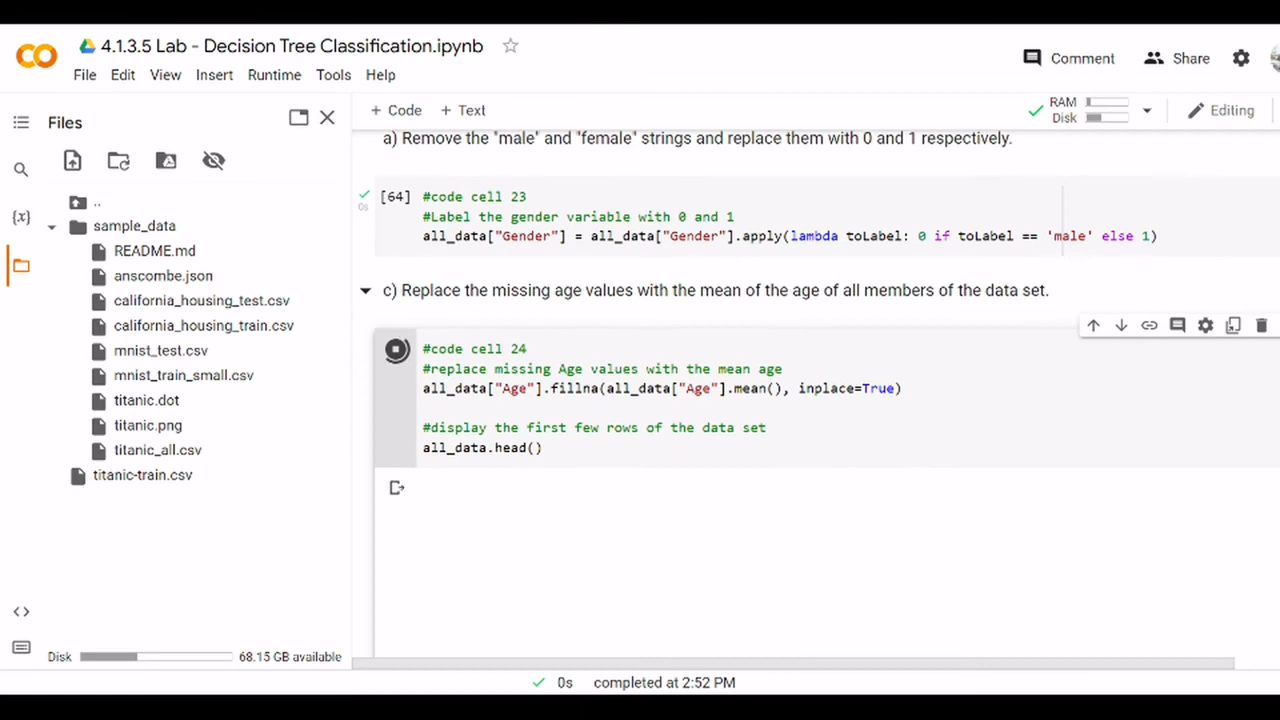 4.1.3.5 Lab - Decision Tree Classification.ipynb
File Edit View Insert Runtime Tools Help
Comment
Share
Files
+ Code + Text
RAM
Disk
Editing
..
sample_data
README.md
anscombe.json
california_housing_test.csv
california_housing_train.csv
mnist_test.csv
mnist_train_small.csv
titanic.dot
titanic.png
titanic_all.csv
titanic-train.csv
Disk 68.15 GB available
a) Remove the "male" and "female" strings and replace them with 0 and 1 respectively.
0s
[64] #code cell 23
#Label the gender variable with 0 and 1
all_data["Gender"] = all_data["Gender"].apply(lambda toLabel: 0 if toLabel == 'male' else 1)
c) Replace the missing age values with the mean of the age of all members of the data set.
#code cell 24
#replace missing Age values with the mean age
all_data["Age"].fillna(all_data["Age"].mean(), inplace=True)
#display the first few rows of the data set
all_data.head()
0s completed at 2:52 PM